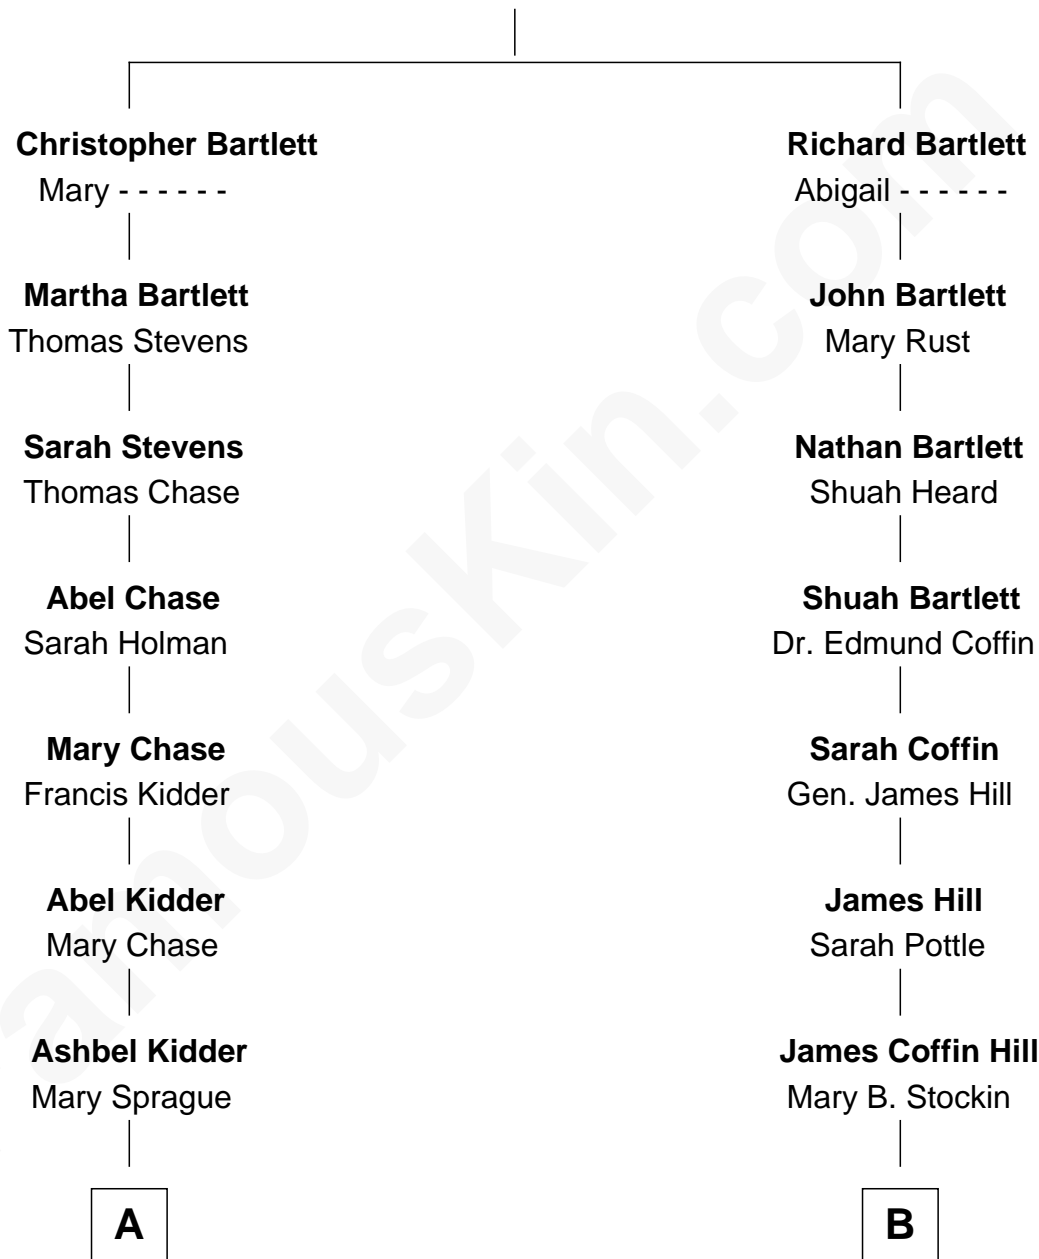 Christopher Bartlett
Mary - - - - - -
Richard Bartlett
Abigail - - - - - -
Martha Bartlett
Thomas Stevens
John Bartlett
Mary Rust
Sarah Stevens
Thomas Chase
Nathan Bartlett
Shuah Heard
Abel Chase
Sarah Holman
Shuah Bartlett
Dr. Edmund Coffin
Mary Chase
Francis Kidder
Sarah Coffin
Gen. James Hill
Abel Kidder
Mary Chase
James Hill
Sarah Pottle
Ashbel Kidder
Mary Sprague
James Coffin Hill
Mary B. Stockin
A
B
amouskin.com